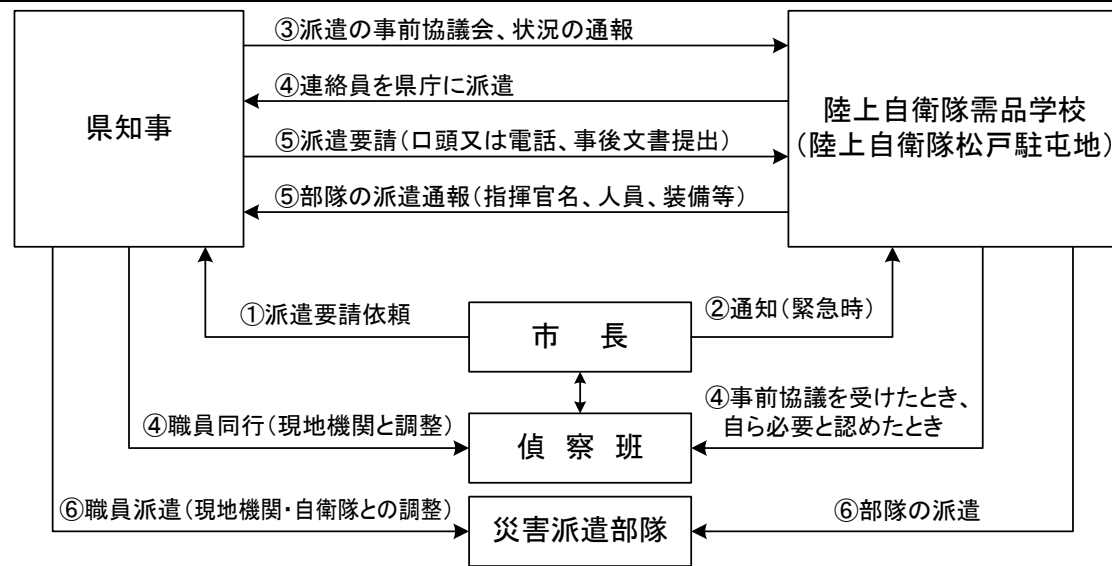 ③派遣の事前協議会、状況の通報
④連絡員を県庁に派遣
県知事
陸上自衛隊需品学校
(陸上自衛隊松戸駐屯地)
⑤派遣要請(口頭又は電話、事後文書提出)
⑤部隊の派遣通報(指揮官名、人員、装備等)
①派遣要請依頼
市　長
②通知(緊急時)
④職員同行(現地機関と調整)
偵 察 班
④事前協議を受けたとき、
自ら必要と認めたとき
⑥職員派遣(現地機関・自衛隊との調整)
災害派遣部隊
⑥部隊の派遣